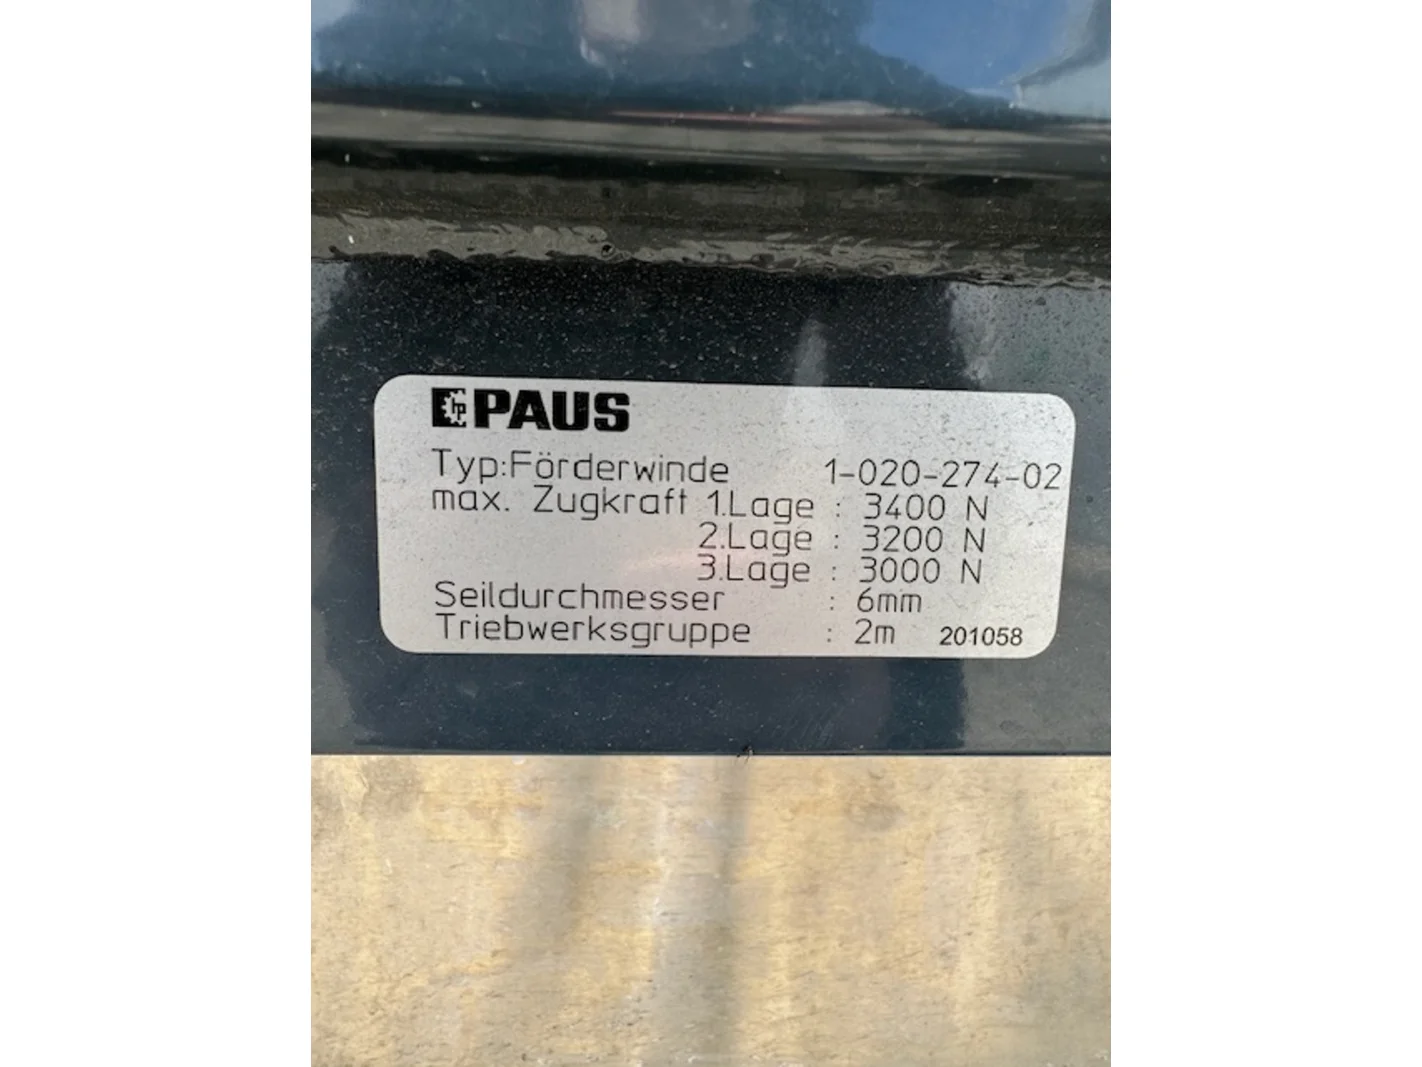 PAUS
Typ:Förderwinde 1-020-274-02
max. Zugkraft 1.Lage : 3400 N
2.Lage : 3200 N
3.Lage : 3000 N
Seildurchmesser : 6mm
Triebwerksgruppe : 2m 201058